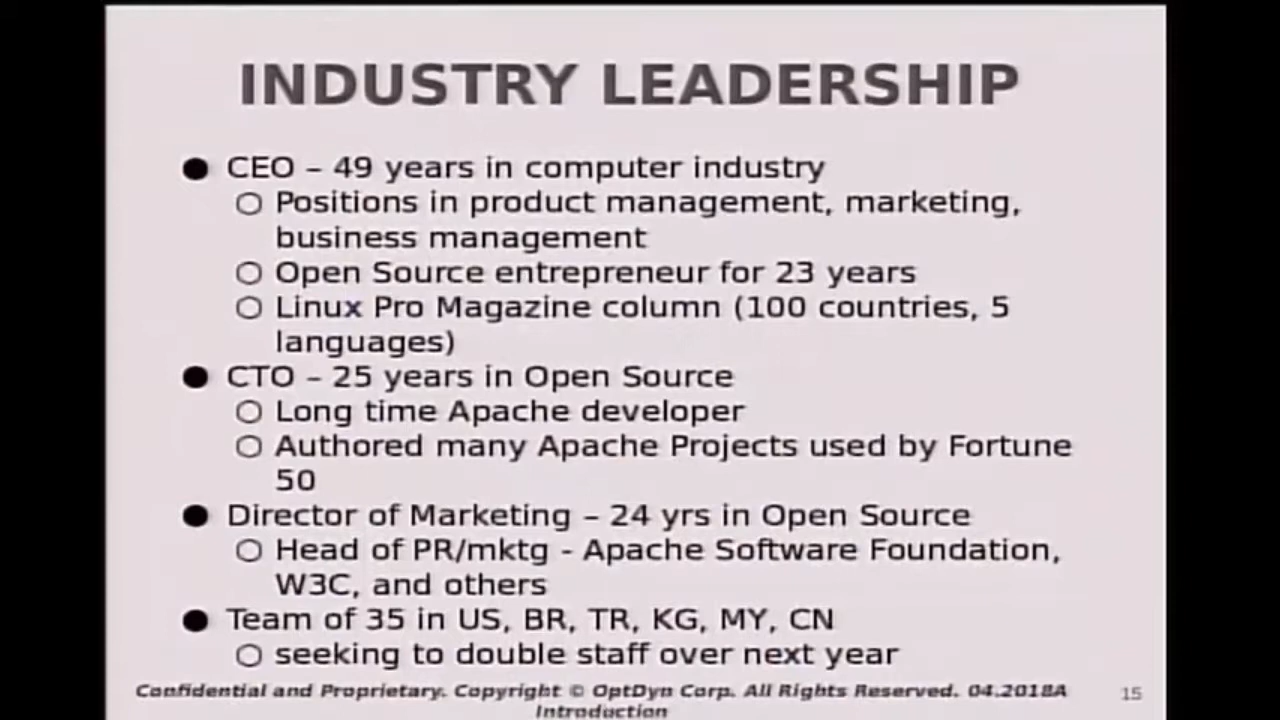 INDUSTRY LEADERSHIP
● CEO – 49 years in computer industry
○ Positions in product management, marketing,
business management
○ Open Source entrepreneur for 23 years
○ Linux Pro Magazine column (100 countries, 5
languages)
● CTO – 25 years in Open Source
○ Long time Apache developer
○ Authored many Apache Projects used by Fortune
50
● Director of Marketing – 24 yrs in Open Source
○ Head of PR/mktg - Apache Software Foundation,
W3C, and others
● Team of 35 in US, BR, TR, KG, MY, CN
○ seeking to double staff over next year
Confidential and Proprietary. Copyright © OptDyn Corp. All Rights Reserved. 04.2018A
15
Introduction